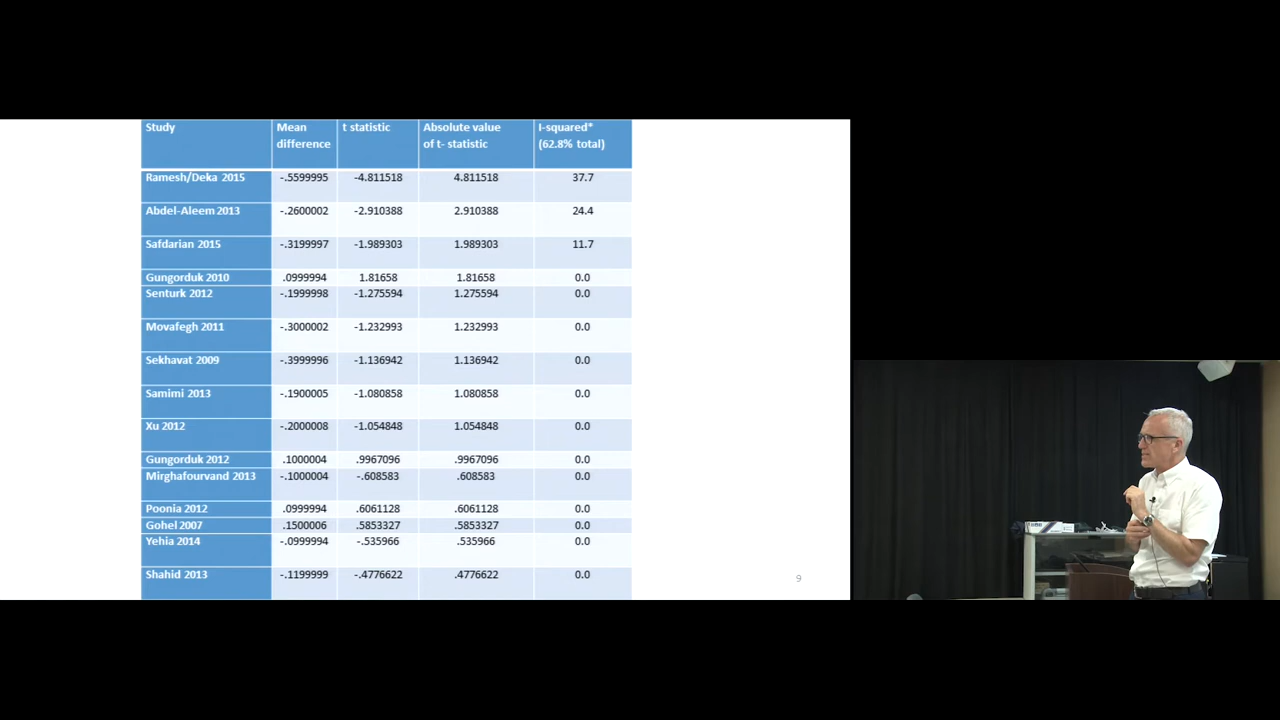 Study Mean difference t statistic Absolute value of t- statistic I-squared* (62.8% total)
Ramesh/Deka 2015 -.5599995 -4.811518 4.811518 37.7
Abdel-Aleem 2013 -.2600002 -2.910388 2.910388 24.4
Safdarian 2015 -.3199997 -1.989303 1.989303 11.7
Gungorduk 2010 .0999994 1.81658 1.81658 0.0
Senturk 2012 -.1999998 -1.275594 1.275594 0.0
Movafegh 2011 -.3000002 -1.232993 1.232993 0.0
Sekhavat 2009 -.3999996 -1.136942 1.136942 0.0
Samimi 2013 -.1900005 -1.080858 1.080858 0.0
Xu 2012 -.2000008 -1.054848 1.054848 0.0
Gungorduk 2012 .1000004 .9967096 .9967096 0.0
Mirghafourvand 2013 -.1000004 -.608583 .608583 0.0
Poonia 2012 .0999994 .6061128 .6061128 0.0
Gohel 2007 .1500006 .5853327 .5853327 0.0
Yehia 2014 -.0999994 -.535966 .535966 0.0
Shahid 2013 -.1199999 -.4776622 .4776622 0.0
9